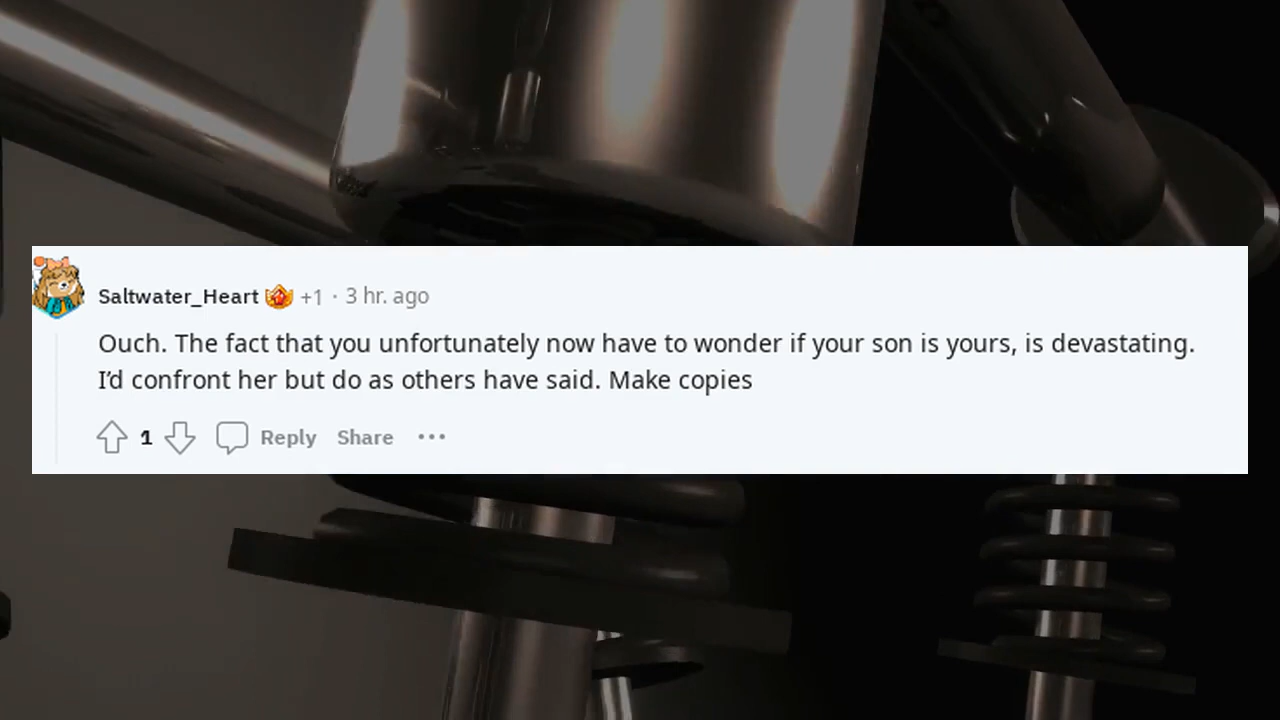 Saltwater_Heart +1 · 3 hr. ago
Ouch. The fact that you unfortunately now have to wonder if your son is yours, is devastating.
I'd confront her but do as others have said. Make copies
1 Reply Share ···